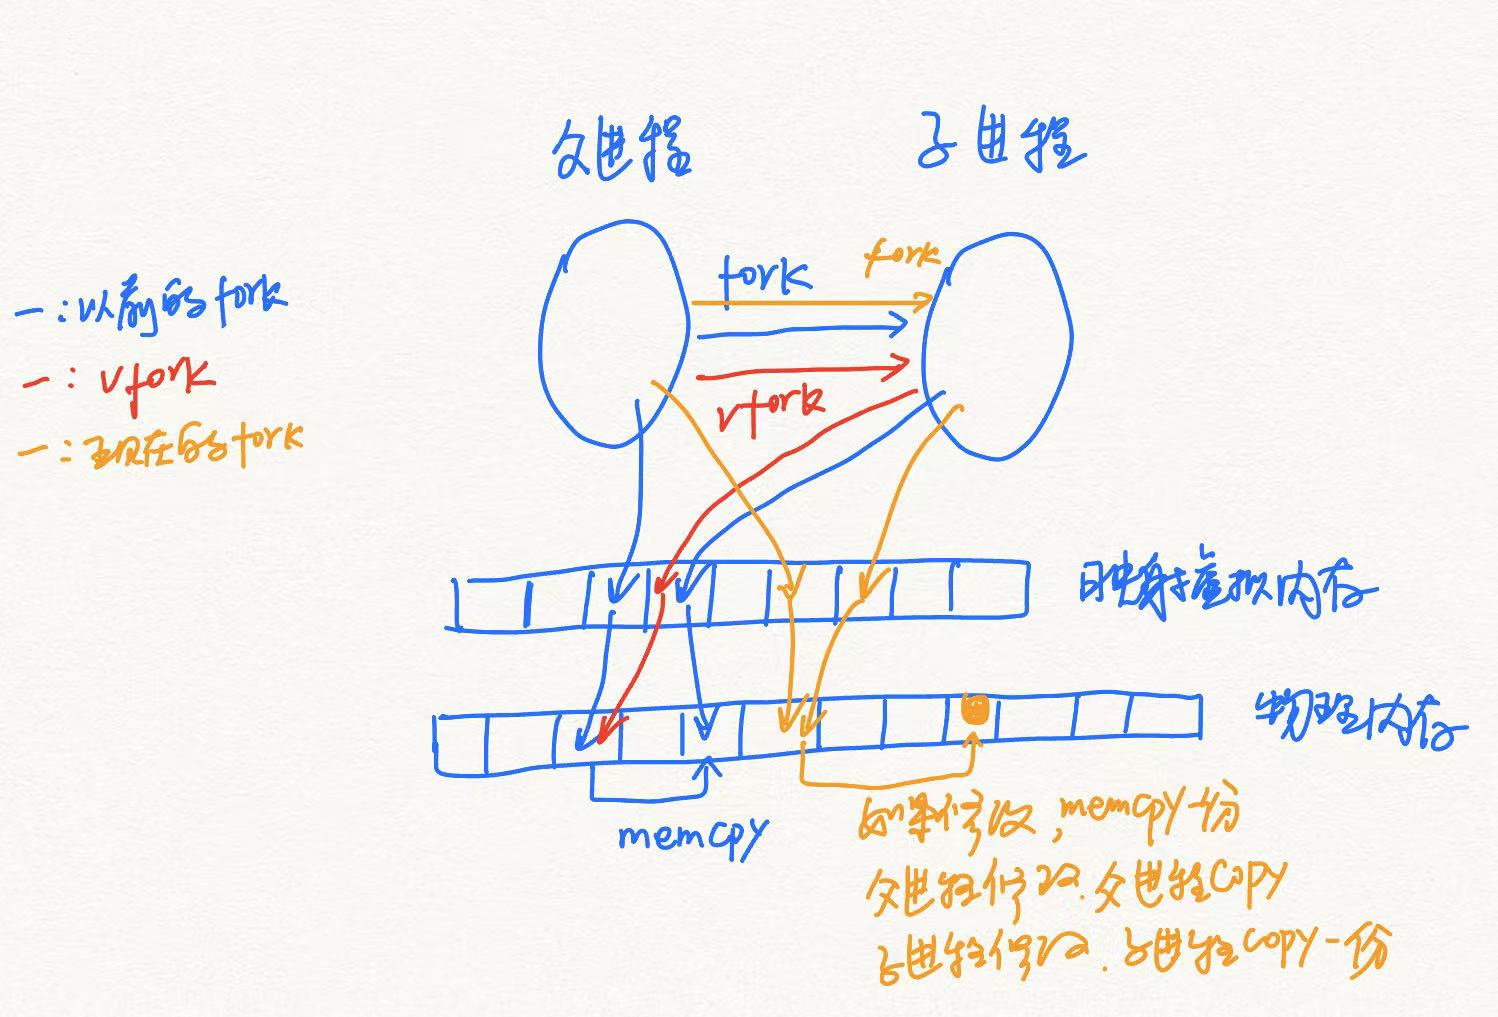 父进程
子进程
fork
fork
一:以前的fork
一:vfork
vfork
一:现在的fork
映射虚拟内存
物理内存
memcpy
如果修改,memcpy一份
父进程修改.父进程copy
子进程修改.子进程copy一份